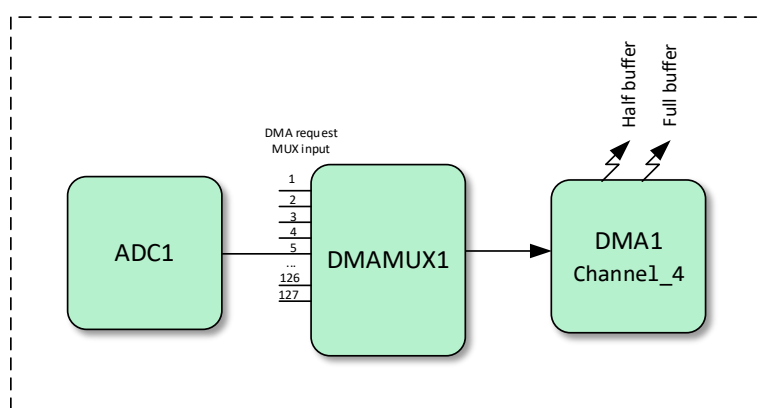 Half buffer
Full buffer
DMA request
MUX input
1
2
3
4
5
...
126
127
ADC1
DMAMUX1
DMA1
Channel_4